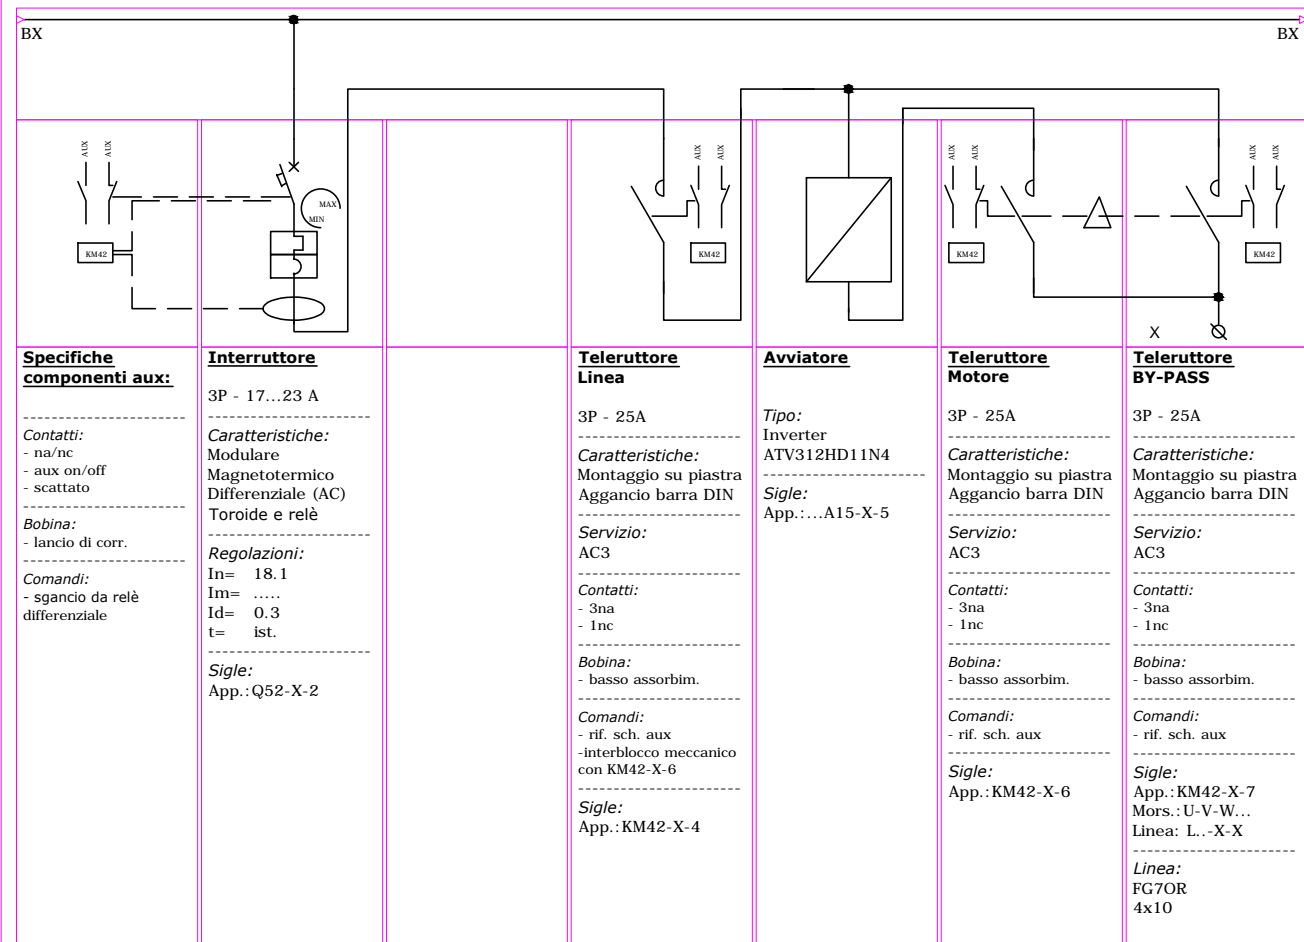 BX
BX
AUX
AUX
KM42
MAX
MIN
AUX
AUX
KM42
AUX
AUX
KM42
AUX
AUX
KM42
X
Specifiche
componenti aux:
------------------------
Contatti:
- na/nc
- aux on/off
- scattato
------------------------
Bobina:
- lancio di corr.
------------------------
Comandi:
- sgancio da relè
differenziale
Interruttore
3P - 17...23 A
------------------------
Caratteristiche:
Modulare
Magnetotermico
Differenziale (AC)
Toroide e relè
------------------------
Regolazioni:
In= 18.1
Im= .....
Id= 0.3
t= ist.
------------------------
Sigle:
App.:Q52-X-2
Teleruttore
Linea
3P - 25A
------------------------
Caratteristiche:
Montaggio su piastra
Aggancio barra DIN
------------------------
Servizio:
AC3
------------------------
Contatti:
- 3na
- 1nc
------------------------
Bobina:
- basso assorbim.
------------------------
Comandi:
- rif. sch. aux
-interblocco meccanico
con KM42-X-6
------------------------
Sigle:
App.:KM42-X-4
Avviatore
Tipo:
Inverter
ATV312HD11N4
------------------------
Sigle:
App.:...A15-X-5
Teleruttore
Motore
3P - 25A
------------------------
Caratteristiche:
Montaggio su piastra
Aggancio barra DIN
------------------------
Servizio:
AC3
------------------------
Contatti:
- 3na
- 1nc
------------------------
Bobina:
- basso assorbim.
------------------------
Comandi:
- rif. sch. aux
------------------------
Sigle:
App.:KM42-X-6
Teleruttore
BY-PASS
3P - 25A
------------------------
Caratteristiche:
Montaggio su piastra
Aggancio barra DIN
------------------------
Servizio:
AC3
------------------------
Contatti:
- 3na
- 1nc
------------------------
Bobina:
- basso assorbim.
------------------------
Comandi:
- rif. sch. aux
------------------------
Sigle:
App.:KM42-X-7
Mors.:U-V-W...
Linea: L..-X-X
------------------------
Linea:
FG7OR
4x10